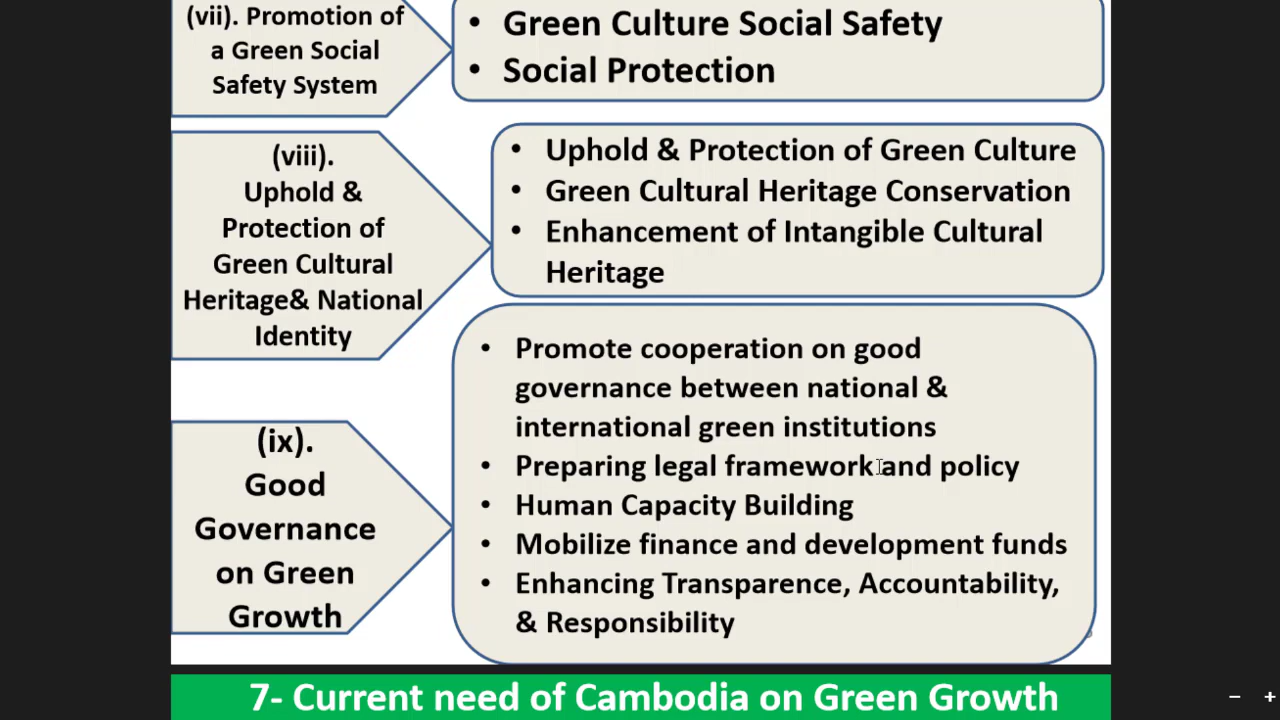 (vii). Promotion of
a Green Social
Safety System
• Green Culture Social Safety
• Social Protection
(viii).
Uphold &
Protection of
Green Cultural
Heritage& National
Identity
• Uphold & Protection of Green Culture
• Green Cultural Heritage Conservation
• Enhancement of Intangible Cultural
Heritage
(ix).
Good
Governance
on Green
Growth
• Promote cooperation on good
governance between national &
international green institutions
• Preparing legal framework and policy
• Human Capacity Building
• Mobilize finance and development funds
• Enhancing Transparence, Accountability,
& Responsibility
7- Current need of Cambodia on Green Growth